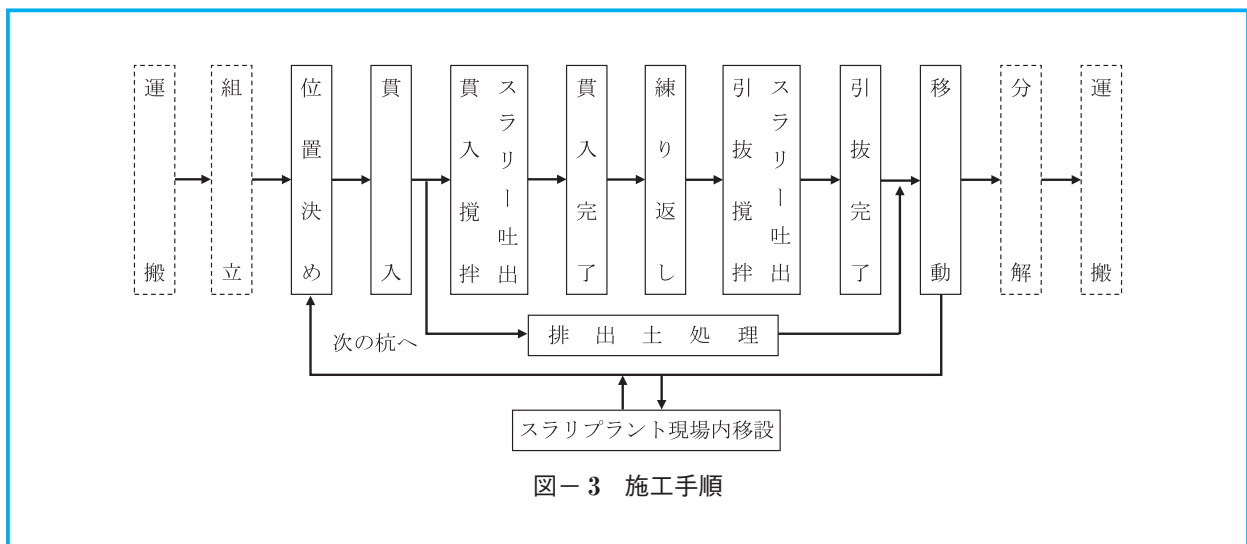 運搬
組立
位置決め
貫入
スラリー吐出
貫入攪拌
貫入完了
練り返し
スラリー吐出
引抜攪拌
引抜完了
移動
分解
運搬
排出土処理
次の杭へ
スラリプラント現場内移設
図−3 施工手順